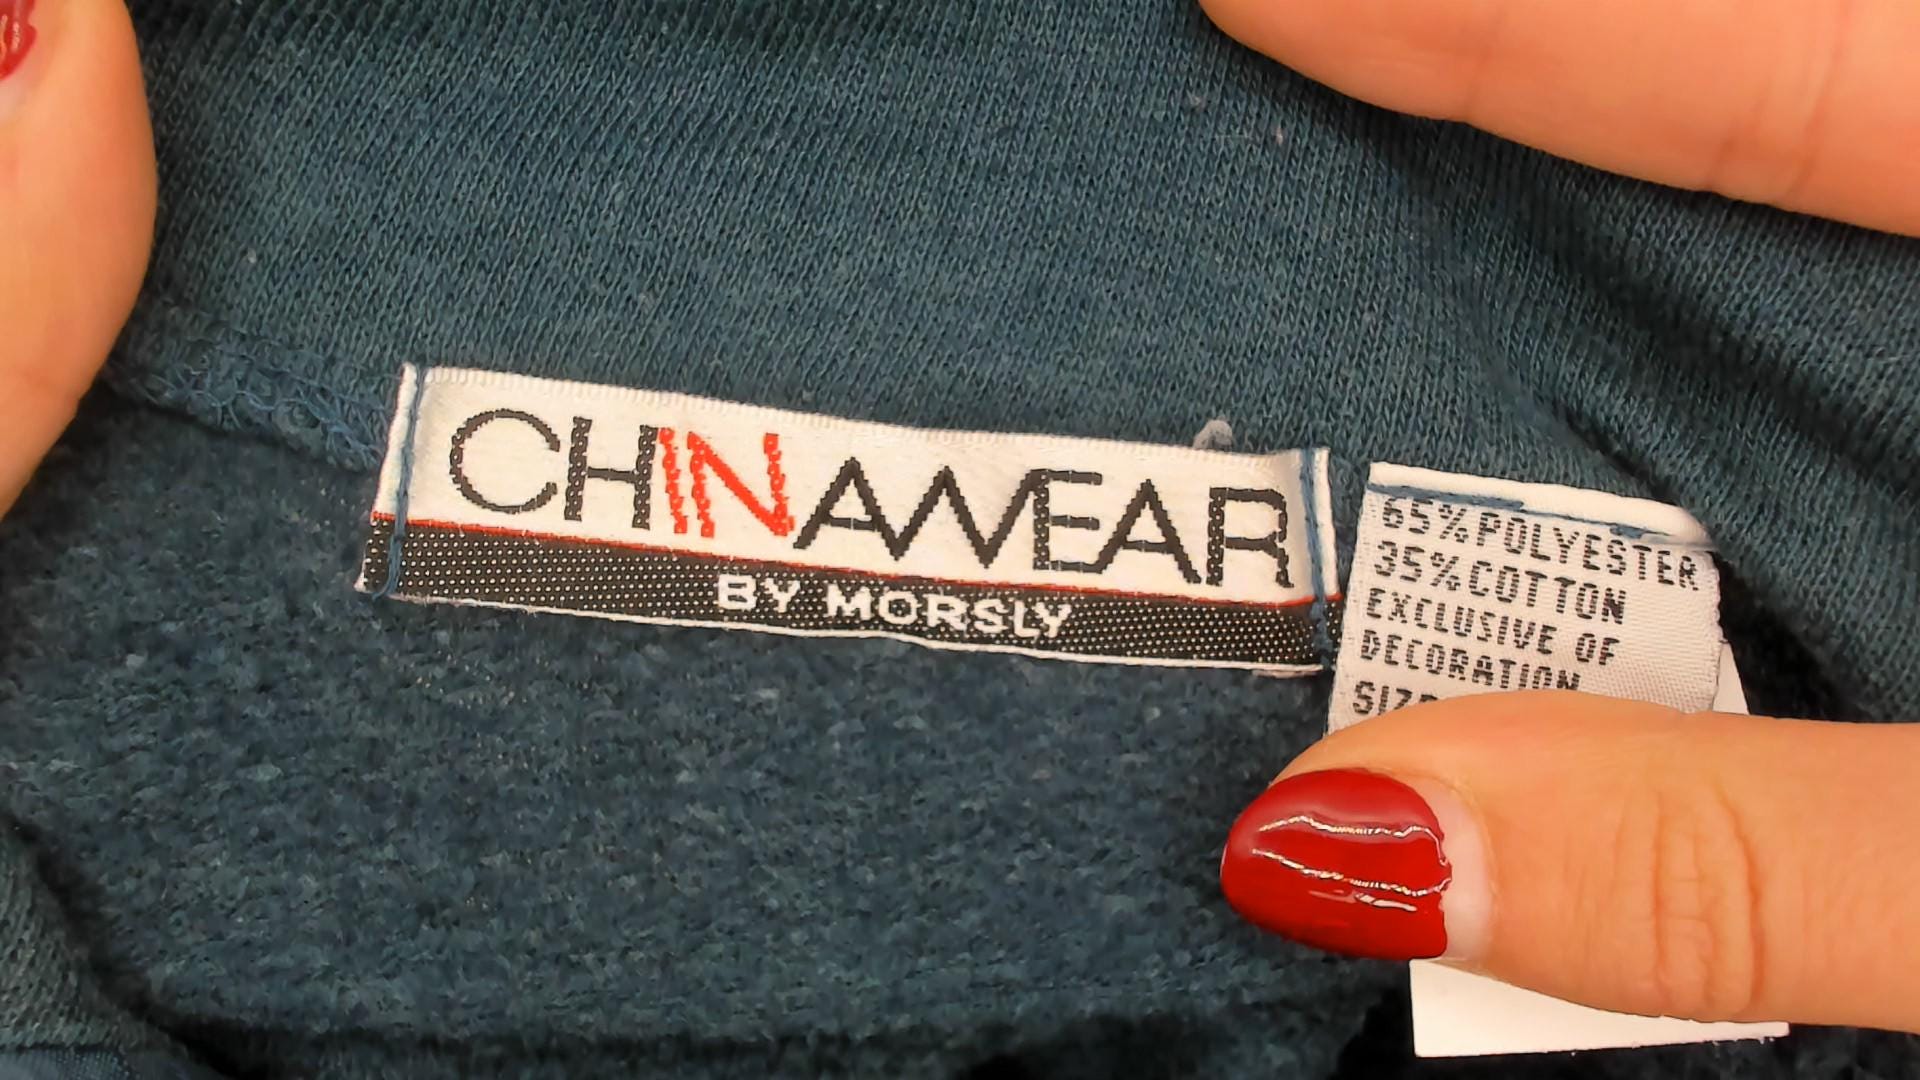 CHINAWEAR
BY MORSLY
65% POLYESTER
35% COTTON
EXCLUSIVE OF
DECORATION